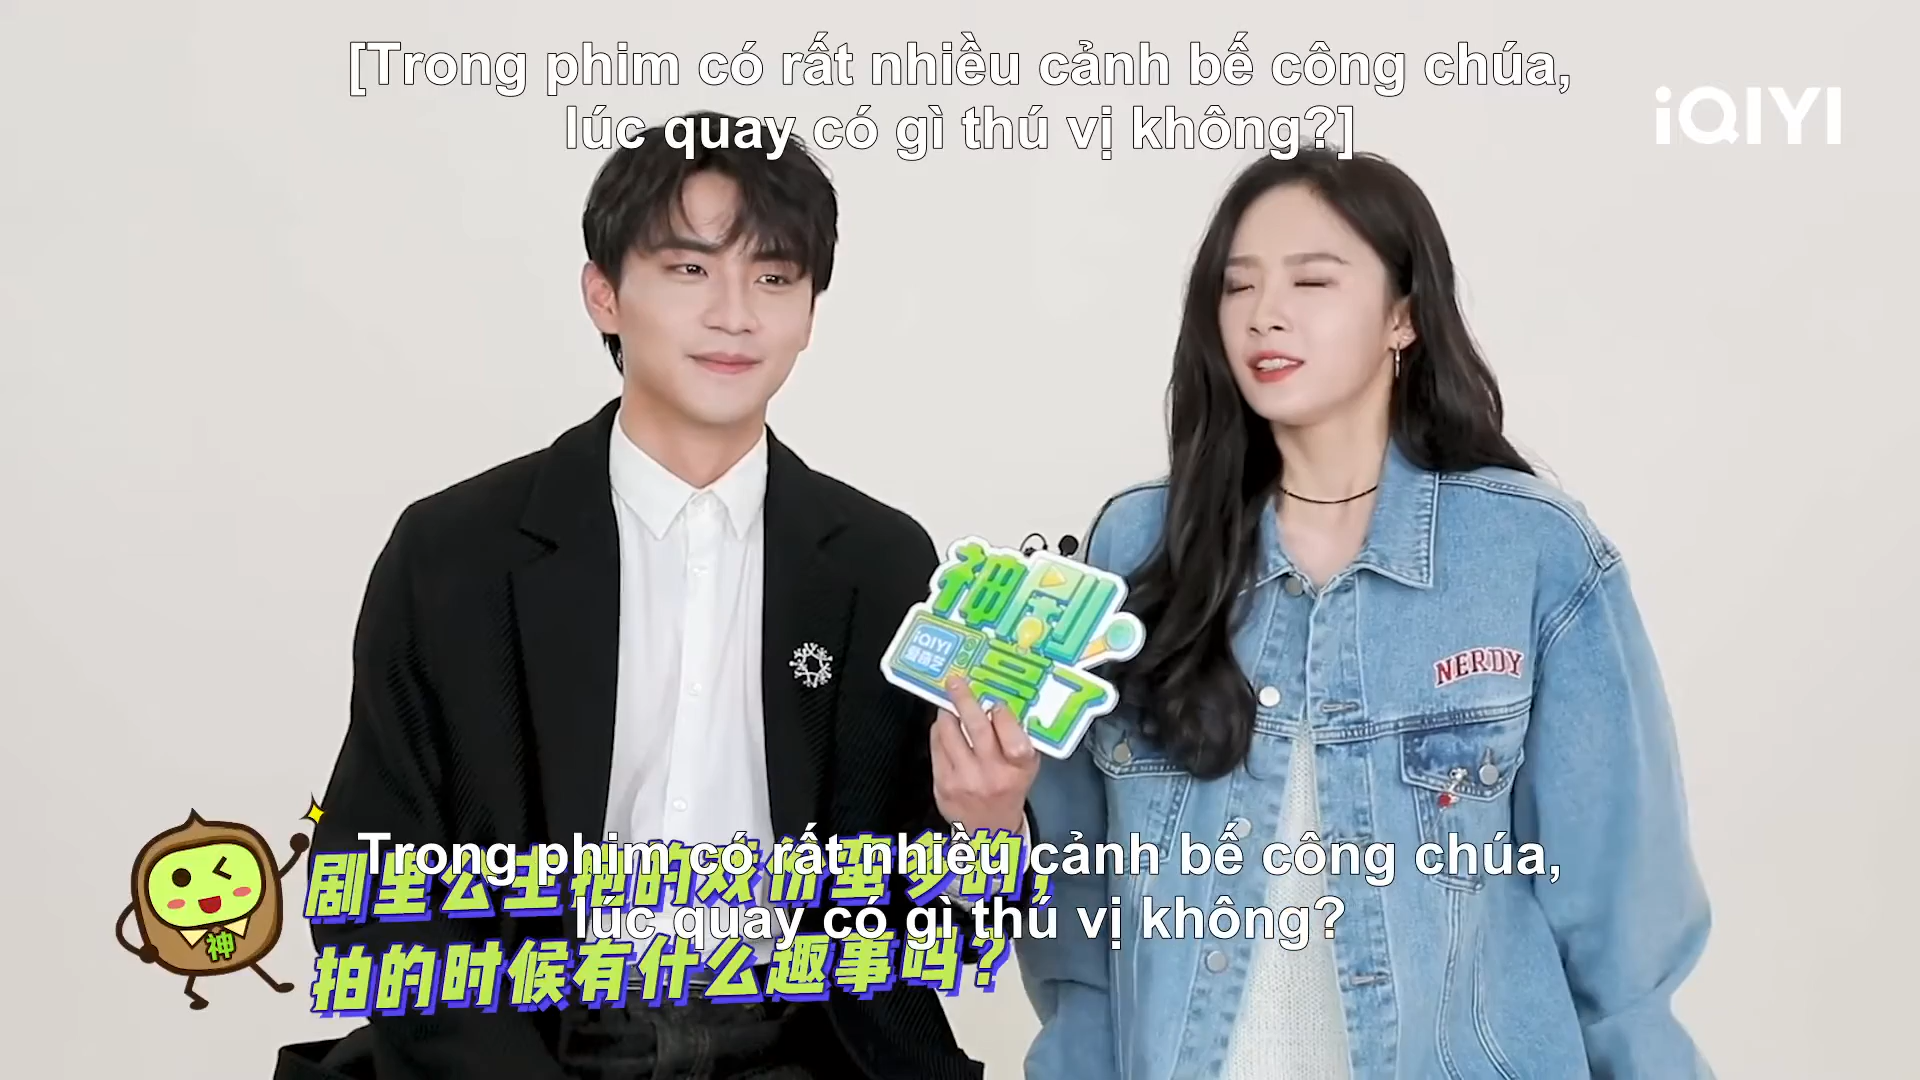 [Trong phim có rất nhiều cảnh bế công chúa,
lúc quay có gì thú vị không?]
iQIYI
神剧
iQIYI
爱奇艺
亮了
NERDY
Trong phim có rất nhiều cảnh bế công chúa,
lúc quay có gì thú vị không?
剧里公主抱的戏份蛮多的，
拍的时候有什么趣事吗？
神